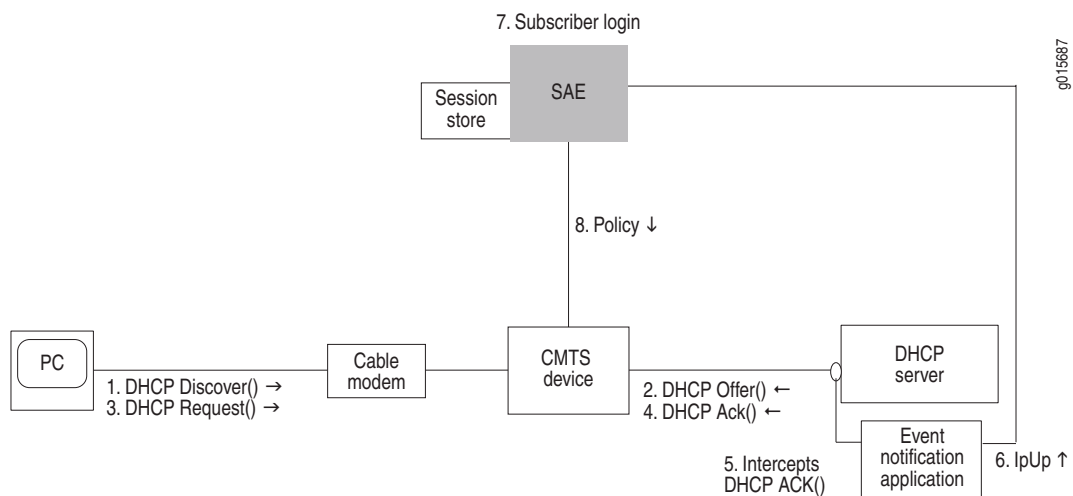 7. Subscriber login
g015687
SAE
Session
store
8. Policy ↓
PC
Cable
modem
CMTS
device
DHCP
server
1. DHCP Discover() →
3. DHCP Request() →
2. DHCP Offer() ←
4. DHCP Ack() ←
Event
notification
application
5. Intercepts
DHCP ACK()
6. IpUp ↑